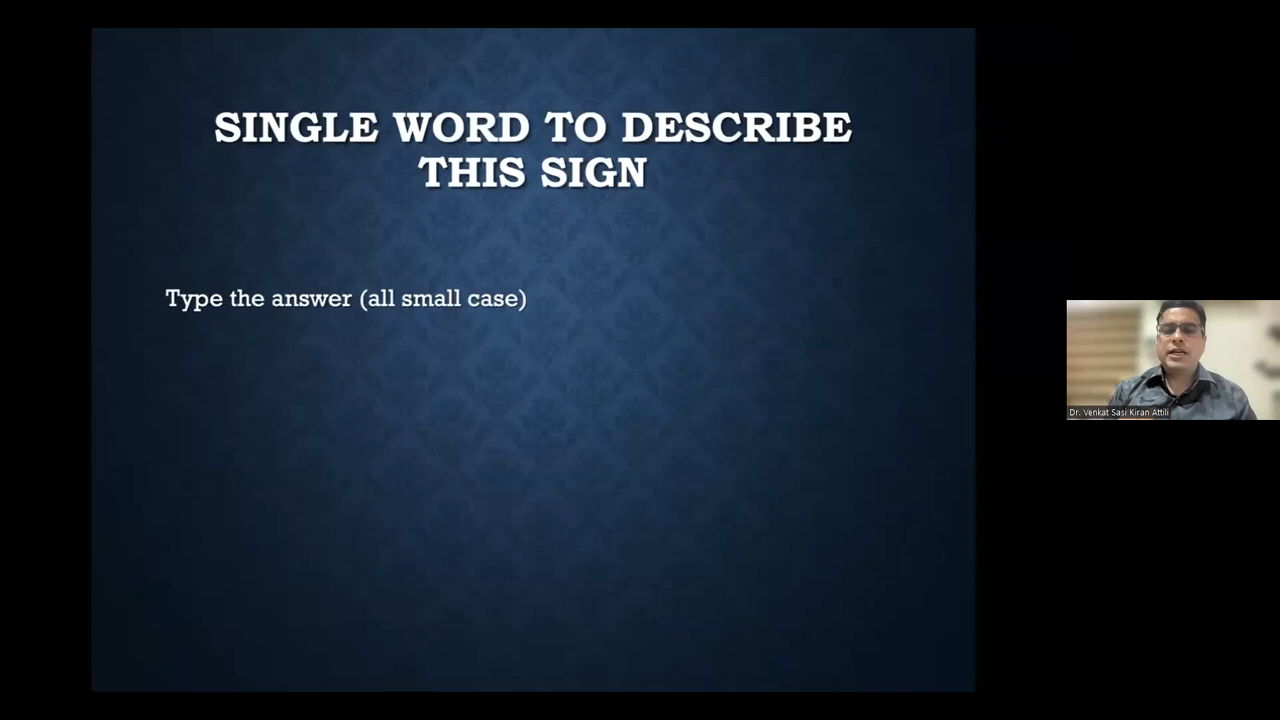 SINGLE WORD TO DESCRIBE
THIS SIGN
Type the answer (all small case)
Dr. Venkat Sasi Kiran Attili